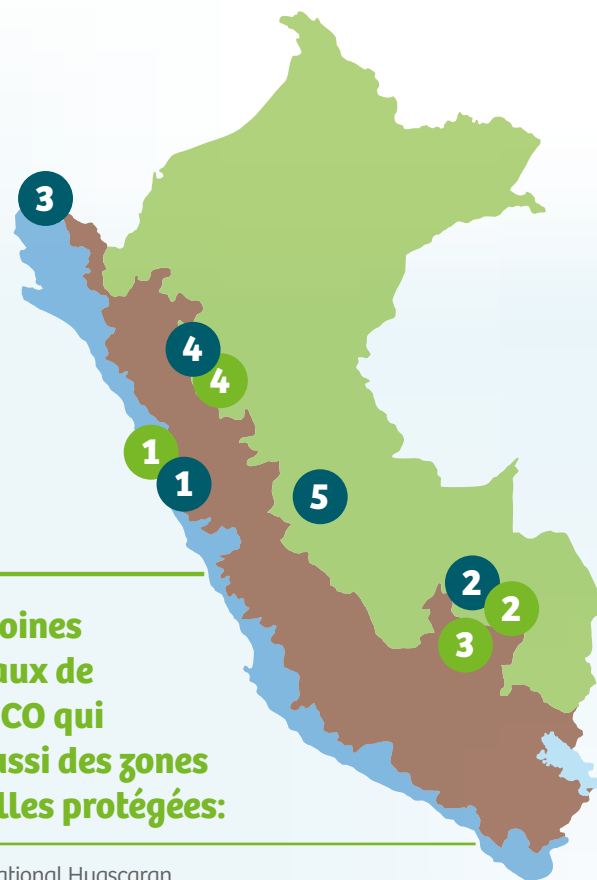 3
4
4
1
1
5
2
2
3
oines
aux de
CO qui
ussi des zones
lles protégées:
ational Huascaran